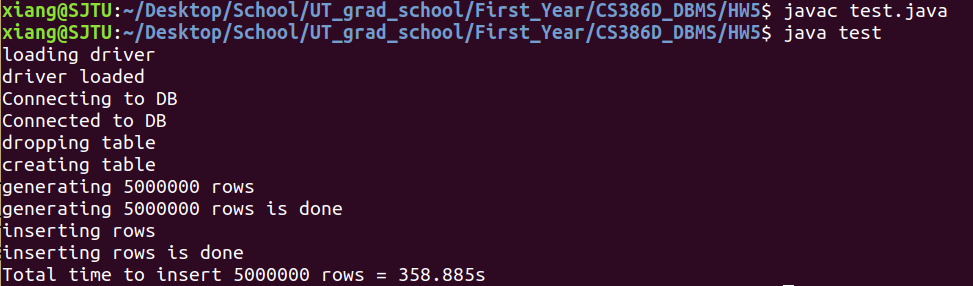 xiang@SJTU:~/Desktop/School/UT_grad_school/First_Year/CS386D_DBMS/HW5$ javac test.java
xiang@SJTU:~/Desktop/School/UT_grad_school/First_Year/CS386D_DBMS/HW5$ java test
loading driver
driver loaded
Connecting to DB
Connected to DB
dropping table
creating table
generating 5000000 rows
generating 5000000 rows is done
inserting rows
inserting rows is done
Total time to insert 5000000 rows = 358.885s